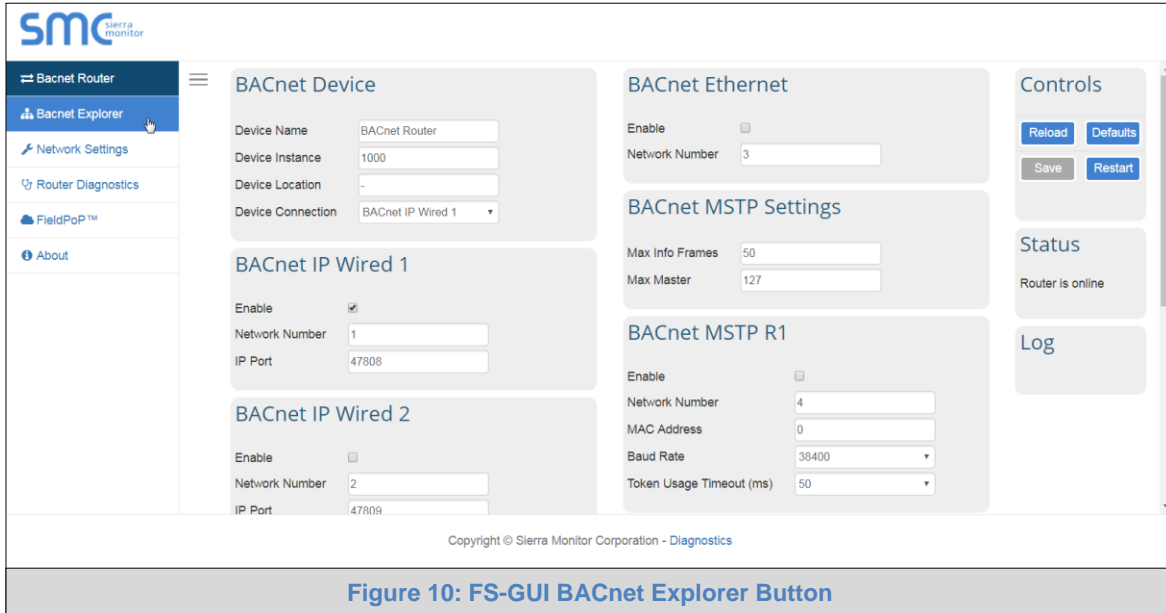 SMC sierra monitor
Bacnet Router
Bacnet Explorer
Network Settings
Router Diagnostics
FieldPoP™
About
BACnet Device
Device Name BACnet Router
Device Instance 1000
Device Location -
Device Connection BACnet IP Wired 1
BACnet IP Wired 1
Enable
Network Number 1
IP Port 47808
BACnet IP Wired 2
Enable
Network Number 2
IP Port 47809
BACnet Ethernet
Enable
Network Number 3
BACnet MSTP Settings
Max Info Frames 50
Max Master 127
BACnet MSTP R1
Enable
Network Number 4
MAC Address 0
Baud Rate 38400
Token Usage Timeout (ms) 50
Controls
Reload Defaults
Save Restart
Status
Router is online
Log
Copyright © Sierra Monitor Corporation - Diagnostics
Figure 10: FS-GUI BACnet Explorer Button